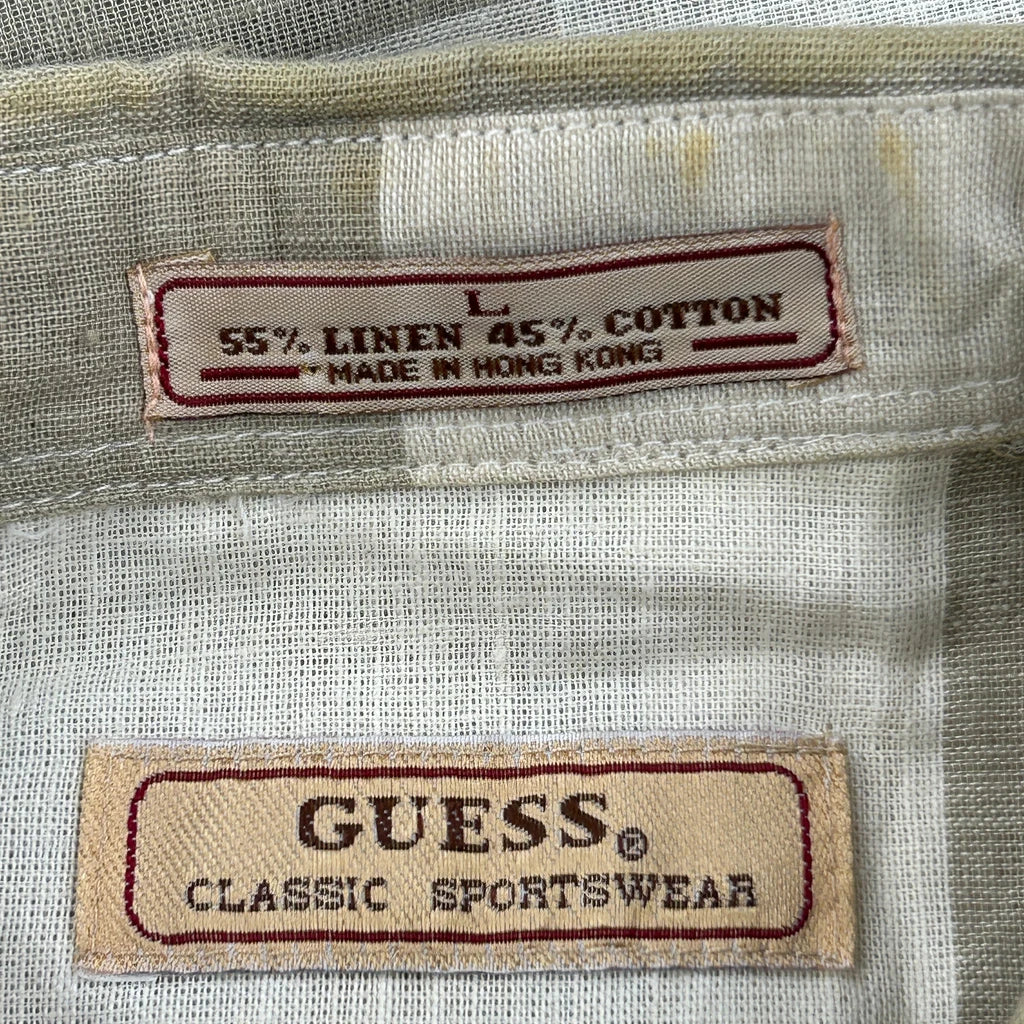 L
55% LINEN 45% COTTON
MADE IN HONG KONG
GUESS®
CLASSIC SPORTSWEAR